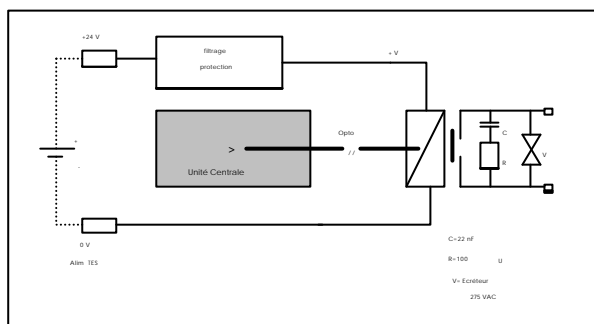 +24 V
filtrage
protection
+ V
+
-
>
Unité Centrale
Opto
//
C
R
V
0 V
Alim TES
C=22 nF
R=100 U
V= Ecrêteur
275 VAC